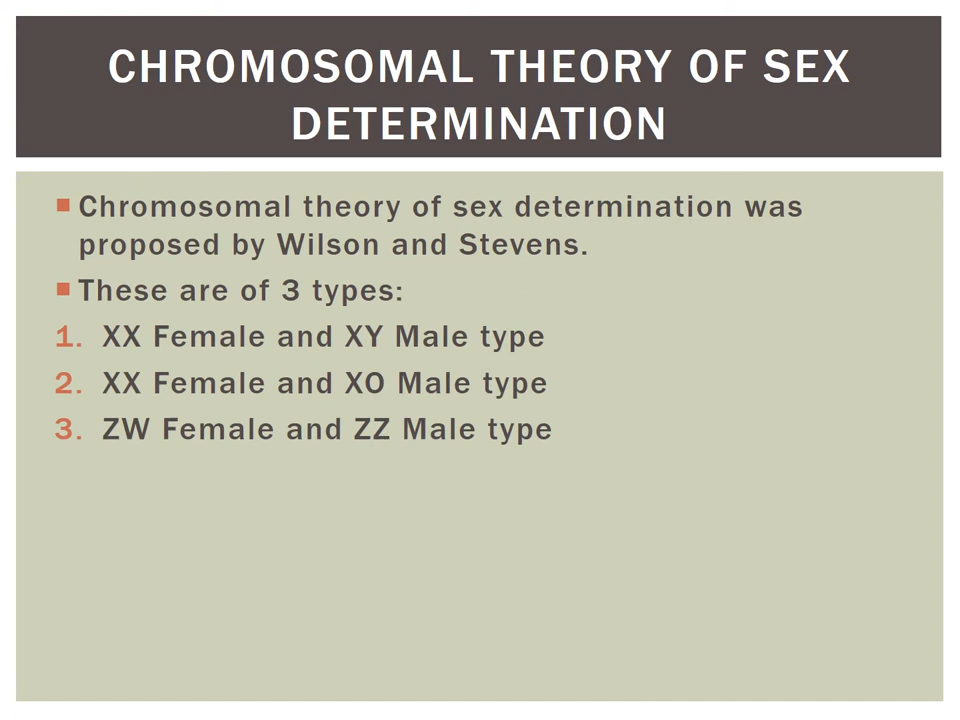 CHROMOSOMAL THEORY OF SEX
DETERMINATION
Chromosomal theory of sex determination was
proposed by Wilson and Stevens.
These are of 3 types:
1. XX Female and XY Male type
2. XX Female and XO Male type
3. ZW Female and ZZ Male type